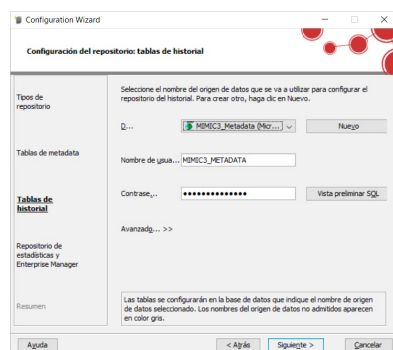 Configuration Wizard
Configuración del repositorio: tablas de historial
Tipos de
repositorio
Tablas de metadata
Tablas de
historial
Repositorio de
estadísticas y
Enterprise Manager
Resumen
Seleccione el nombre del origen de datos que se va a utilizar para configurar el
repositorio del historial. Para crear otro, haga clic en Nuevo.
D...
MIMIC3_Metadata (Micr...
Nuevo
Nombre de usua...
MIMIC3_METADATA
Contrase...
Vista preliminar SQL
Avanzado... >>
Las tablas se configurarán en la base de datos que indique el nombre de origen
de datos seleccionado. Los nombres del origen de datos no admitidos aparecen
en color gris.
Ayuda
< Atrás
Siguiente >
Cancelar